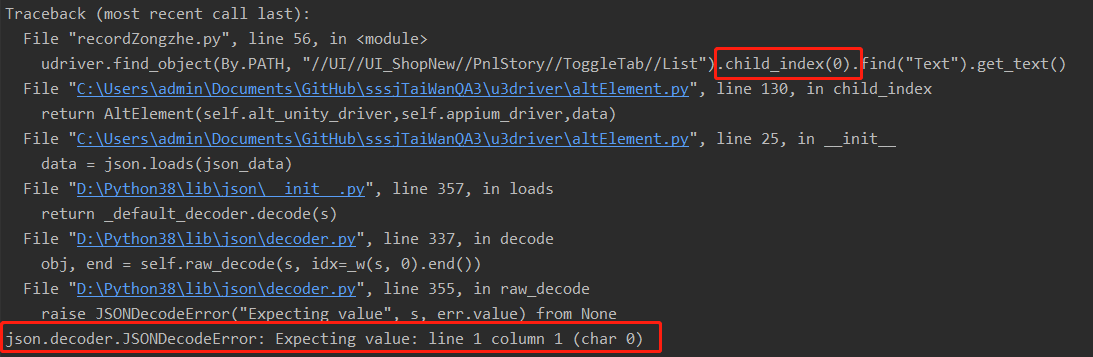 Traceback (most recent call last):
File "recordZongzhe.py", line 56, in <module>
udriver.find_object(By.PATH, "//UI//UI_ShopNew//PnlStory//ToggleTab//List").child_index(0).find("Text").get_text()
File "C:\Users\admin\Documents\GitHub\sssjTaiWanQA3\u3driver\altElement.py", line 130, in child_index
return AltElement(self.alt_unity_driver,self.appium_driver,data)
File "C:\Users\admin\Documents\GitHub\sssjTaiWanQA3\u3driver\altElement.py", line 25, in __init__
data = json.loads(json_data)
File "D:\Python38\lib\json\__init__.py", line 357, in loads
return _default_decoder.decode(s)
File "D:\Python38\lib\json\decoder.py", line 337, in decode
obj, end = self.raw_decode(s, idx=_w(s, 0).end())
File "D:\Python38\lib\json\decoder.py", line 355, in raw_decode
raise JSONDecodeError("Expecting value", s, err.value) from None
json.decoder.JSONDecodeError: Expecting value: line 1 column 1 (char 0)